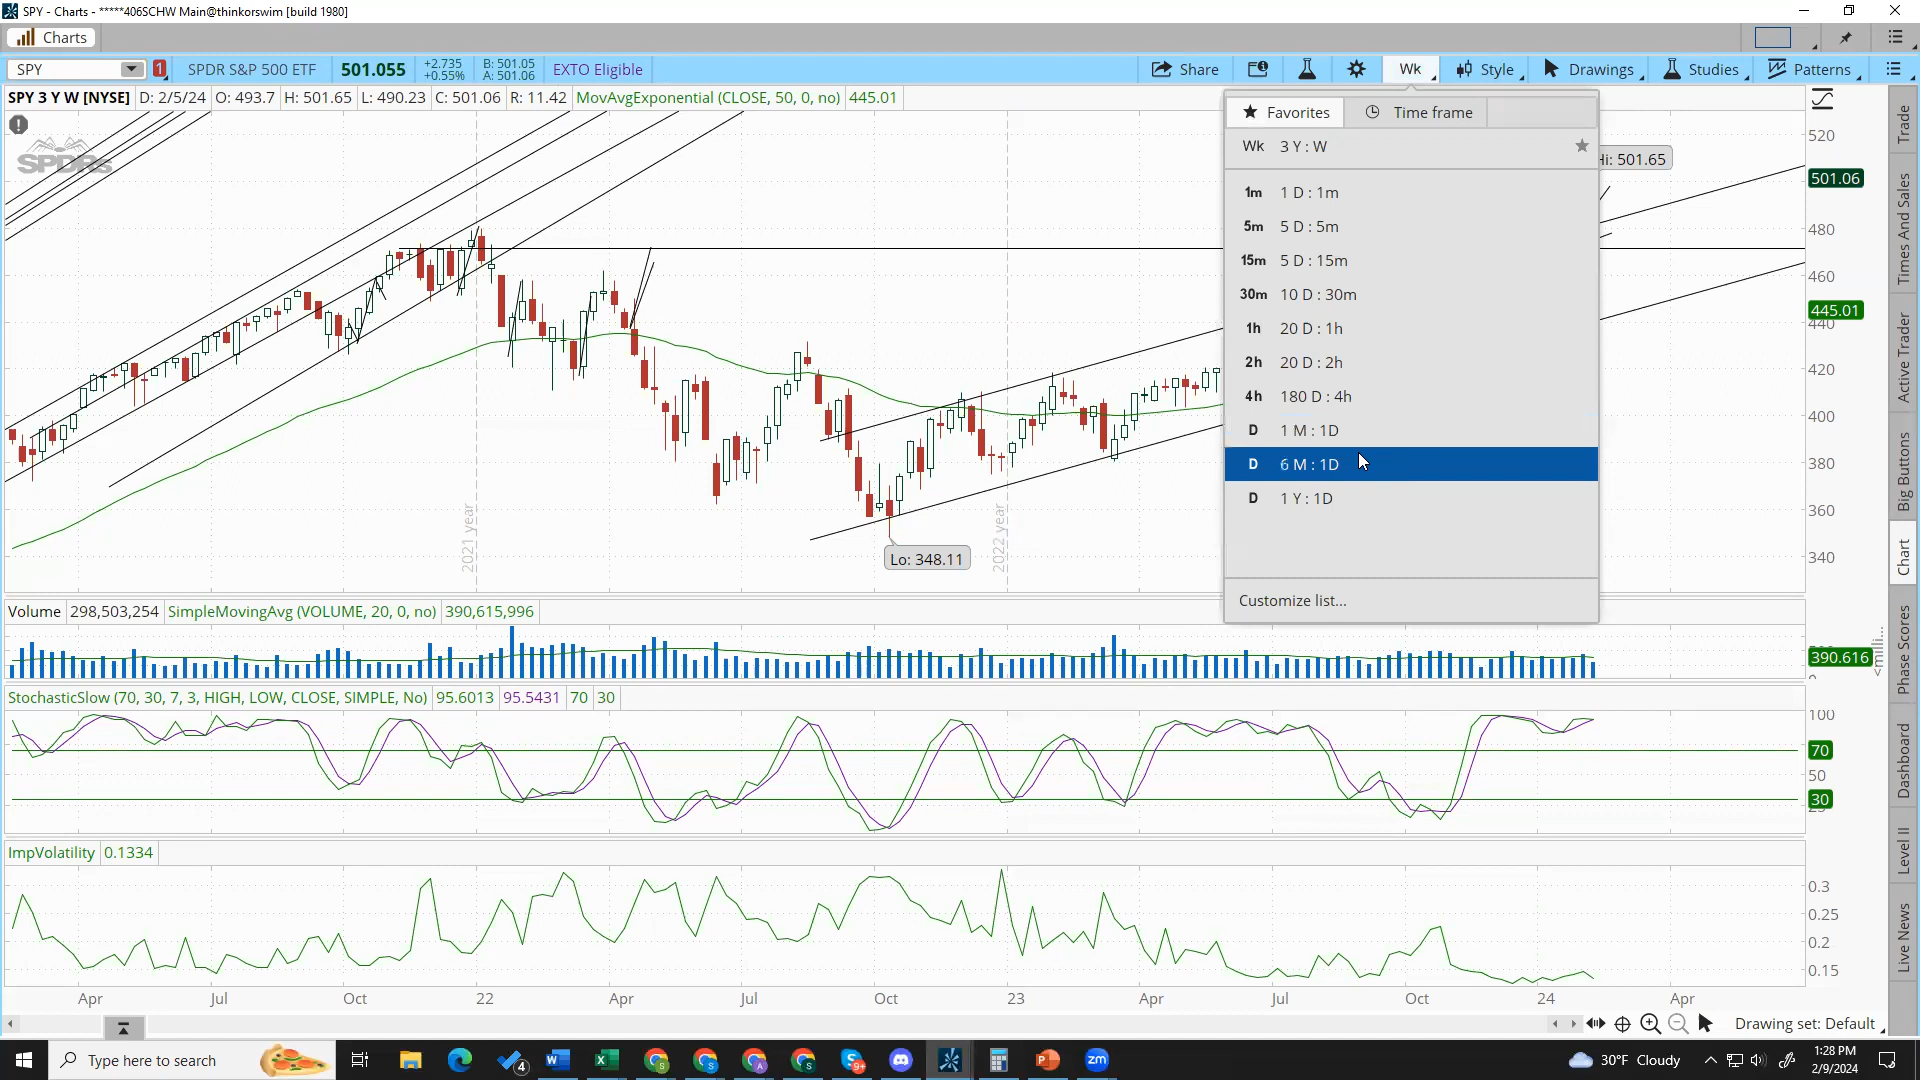 SPY - Charts - *****406SCHW Main@thinkorswim [build 1980]
Charts
SPY 1 SPDR S&P 500 ETF 501.055 +2.735 +0.55% B: 501.05 A: 501.06 EXTO Eligible Share Wk Style Drawings Studies Patterns
SPY 3 Y W [NYSE] D: 2/5/24 O: 493.7 H: 501.65 L: 490.23 C: 501.06 R: 11.42 MovAvgExponential (CLOSE, 50, 0, no) 445.01
SPDRs
Favorites Time frame
Wk 3 Y : W
1m 1 D : 1m
5m 5 D : 5m
15m 5 D : 15m
30m 10 D : 30m
1h 20 D : 1h
2h 20 D : 2h
4h 180 D : 4h
D 1 M : 1D
D 6 M : 1D
D 1 Y : 1D
Customize list...
Hi: 501.65
Lo: 348.11
2021 year
2022 year
520
501.06
480
460
445.01
440
420
400
380
360
340
Volume 298,503,254 SimpleMovingAvg (VOLUME, 20, 0, no) 390,615,996
390.616
<milli...
StochasticSlow (70, 30, 7, 3, HIGH, LOW, CLOSE, SIMPLE, No) 95.6013 95.5431 70 30
100
70
50
30
ImpVolatility 0.1334
0.3
0.25
0.2
0.15
Apr Jul Oct 22 Apr Jul Oct 23 Apr Jul Oct 24 Apr
Drawing set: Default
Trade
Times And Sales
Active Trader
Big Buttons
Chart
Phase Scores
Dashboard
Level II
Live News
Type here to search
4
9+
30°F Cloudy
1:28 PM
2/9/2024